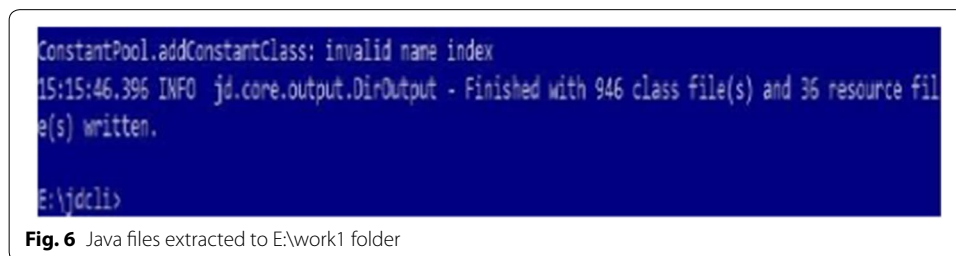 ConstantPool.addConstantClass: invalid name index
15:15:46.396 INFO  jd.core.output.DirOutput - Finished with 946 class file(s) and 36 resource fil
e(s) written.
E:\jdcli>
Fig. 6 Java files extracted to E:\work1 folder